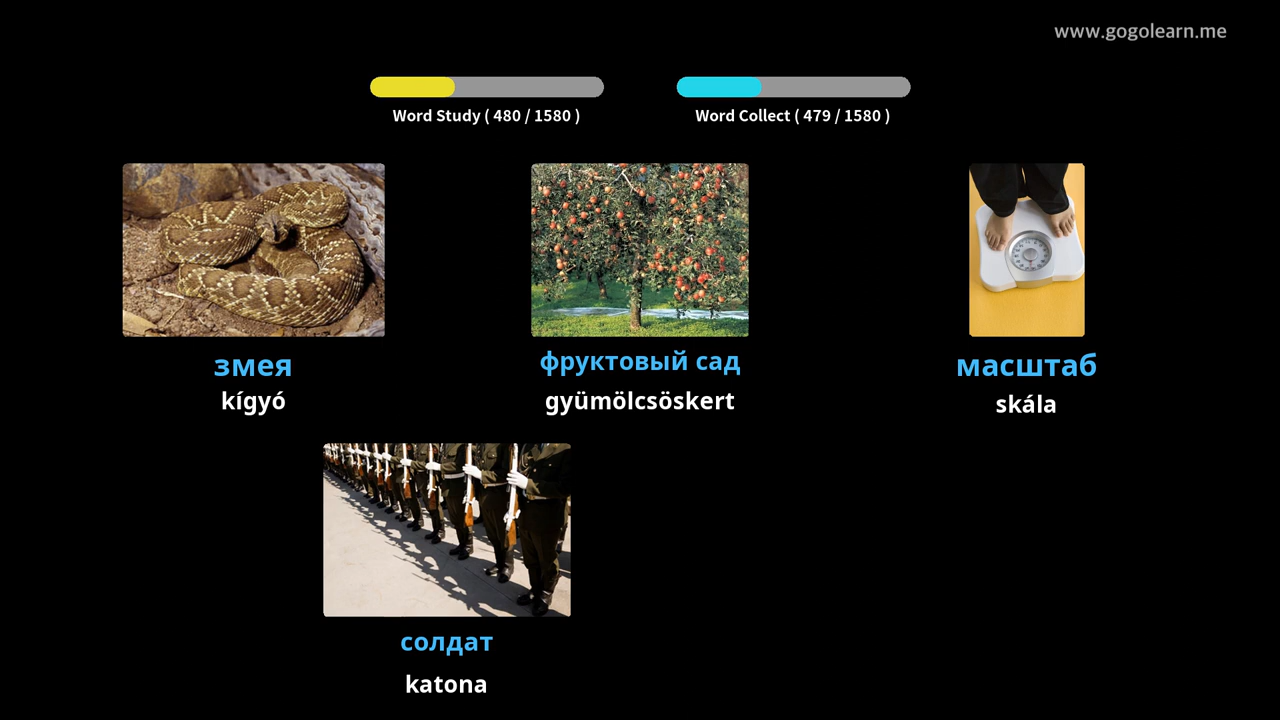 www.gogolearn.me
Word Study ( 480 / 1580 )
Word Collect ( 479 / 1580 )
змея
kígyó
фруктовый сад
gyümölcsöskert
масштаб
skála
солдат
katona